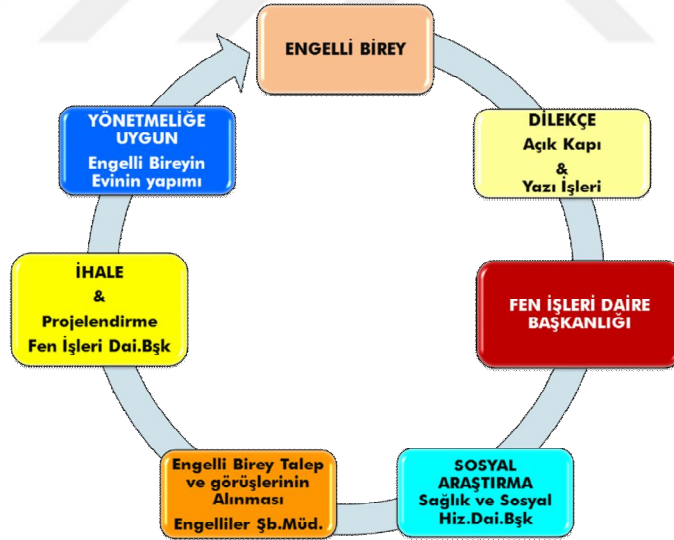 ENGELLİ BİREY
DİLEKÇE
Açık Kapı
&
Yazı İşleri
FEN İŞLERİ DAİRE
BAŞKANLIĞI
SOSYAL
ARAŞTIRMA
Sağlık ve Sosyal
Hiz.Dai.Bşk
Engelli Birey Talep
ve görüşlerinin
Alınması
Engelliler Şb.Müd.
İHALE
&
Projelendirme
Fen İşleri Dai.Bşk
YÖNETMELİĞE
UYGUN
Engelli Bireyin
Evinin yapımı